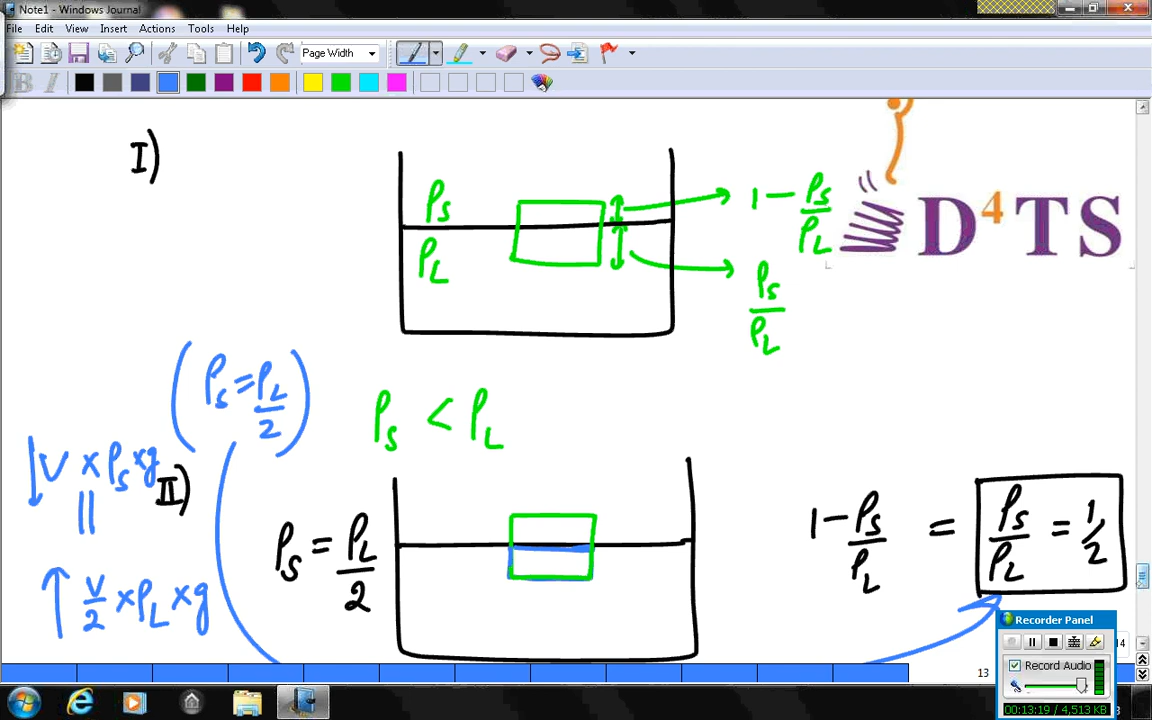 Note1 - Windows Journal
File Edit View Insert Actions Tools Help
Page Width
B I
I)
ρs
ρL
1 - ρs/ρL
ρs/ρL
D4TS
(ρs = ρL/2)
ρs < ρL
↓ V × ρs × g
||
↑ V/2 × ρL × g
II)
ρs = ρL/2
1 - ρs/ρL = ρs/ρL = 1/2
Recorder Panel
Record Audio
00:13:19 / 4,513 KB
13
14